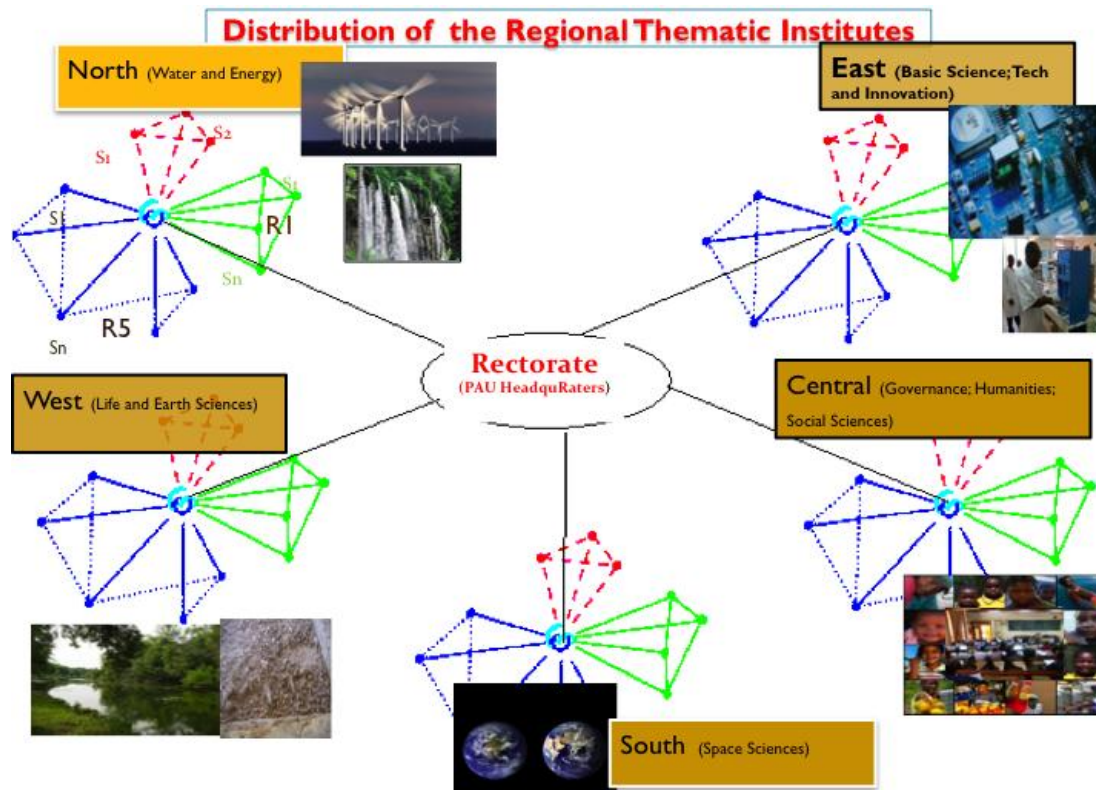 Distribution of the Regional Thematic Institutes
North (Water and Energy)
East (Basic Science; Tech
and Innovation)
S2
S1
S1
S1
R1
Sn
R5
Sn
Rectorate
(PAU HeadquRaters)
West (Life and Earth Sciences)
Central (Governance; Humanities;
Social Sciences)
South (Space Sciences)